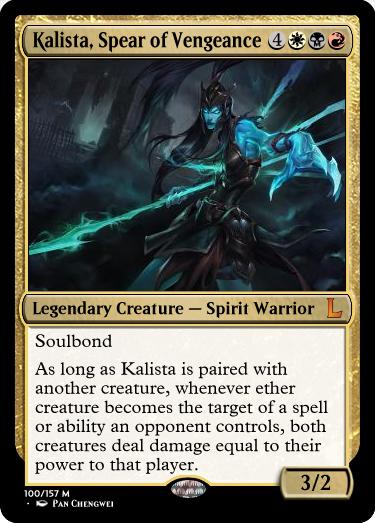 Kalista, Spear of Vengeance 4
Legendary Creature — Spirit Warrior L
Soulbond
As long as Kalista is paired with
another creature, whenever ether
creature becomes the target of a spell
or ability an opponent controls, both
creatures deal damage equal to their
power to that player.
3/2
100/157 M
· Pan Chengwei